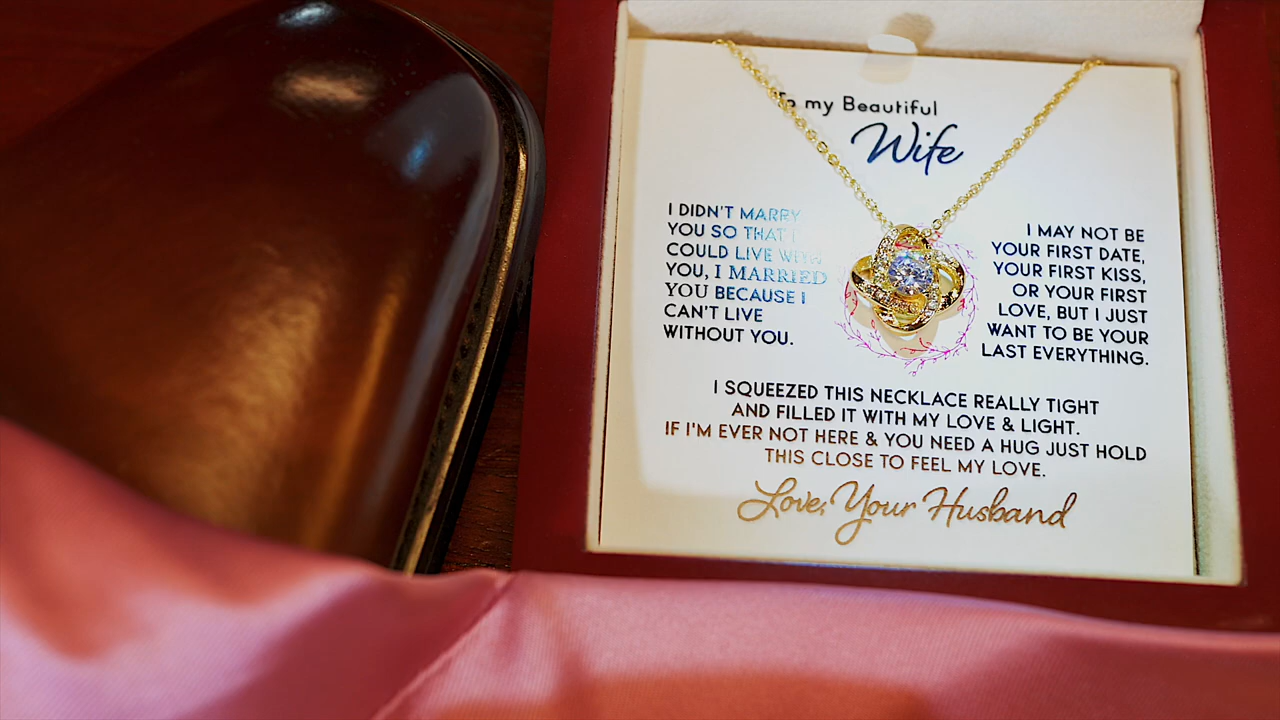 To my Beautiful
Wife
I DIDN'T MARRY
YOU SO THAT I
COULD LIVE WITH
YOU, I MARRIED
YOU BECAUSE I
CAN'T LIVE
WITHOUT YOU.
I MAY NOT BE
YOUR FIRST DATE,
YOUR FIRST KISS,
OR YOUR FIRST
LOVE, BUT I JUST
WANT TO BE YOUR
LAST EVERYTHING.
I SQUEEZED THIS NECKLACE REALLY TIGHT
AND FILLED IT WITH MY LOVE & LIGHT.
IF I'M EVER NOT HERE & YOU NEED A HUG JUST HOLD
THIS CLOSE TO FEEL MY LOVE.
Love, Your Husband